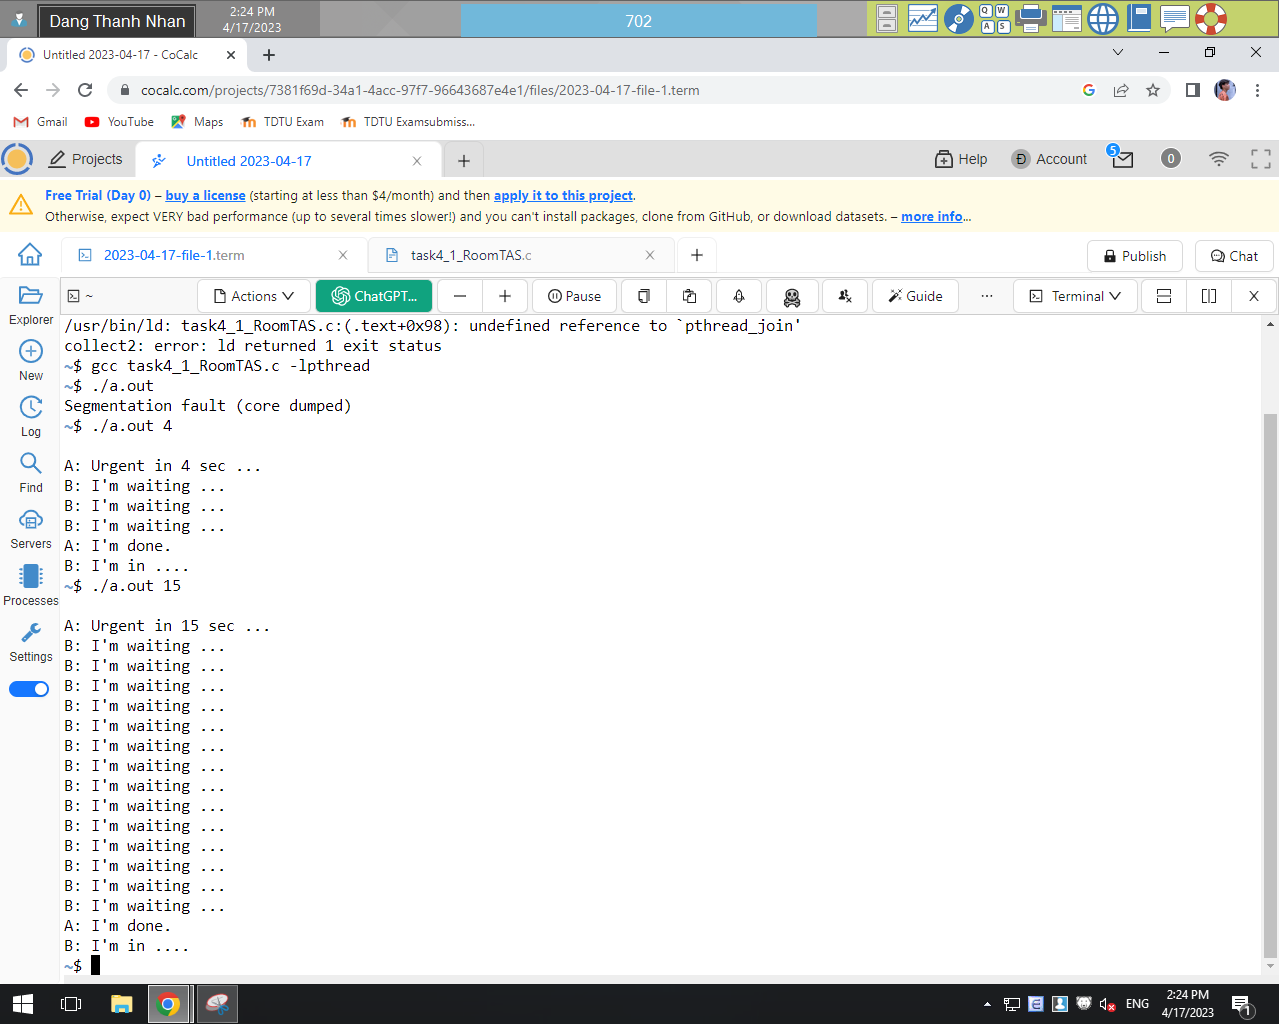 Dang Thanh Nhan
2:24 PM
4/17/2023
702
Q W
A S
Untitled 2023-04-17 - CoCalc
cocalc.com/projects/7381f69d-34a1-4acc-97f7-96643687e4e1/files/2023-04-17-file-1.term
Gmail YouTube Maps TDTU Exam TDTU Examsubmiss...
Projects Untitled 2023-04-17 Help Account 5 0
Free Trial (Day 0) – buy a license (starting at less than $4/month) and then apply it to this project.
Otherwise, expect VERY bad performance (up to several times slower!) and you can't install packages, clone from GitHub, or download datasets. – more info...
2023-04-17-file-1.term task4_1_RoomTAS.c Publish Chat
~ Actions ChatGPT... Pause Guide ... Terminal
Explorer
New
Log
Find
Servers
Processes
Settings
/usr/bin/ld: task4_1_RoomTAS.c:(.text+0x98): undefined reference to `pthread_join'
collect2: error: ld returned 1 exit status
~$ gcc task4_1_RoomTAS.c -lpthread
~$ ./a.out
Segmentation fault (core dumped)
~$ ./a.out 4
A: Urgent in 4 sec ...
B: I'm waiting ...
B: I'm waiting ...
B: I'm waiting ...
A: I'm done.
B: I'm in ....
~$ ./a.out 15
A: Urgent in 15 sec ...
B: I'm waiting ...
B: I'm waiting ...
B: I'm waiting ...
B: I'm waiting ...
B: I'm waiting ...
B: I'm waiting ...
B: I'm waiting ...
B: I'm waiting ...
B: I'm waiting ...
B: I'm waiting ...
B: I'm waiting ...
B: I'm waiting ...
B: I'm waiting ...
B: I'm waiting ...
A: I'm done.
B: I'm in ....
~$
ENG
2:24 PM
4/17/2023
1